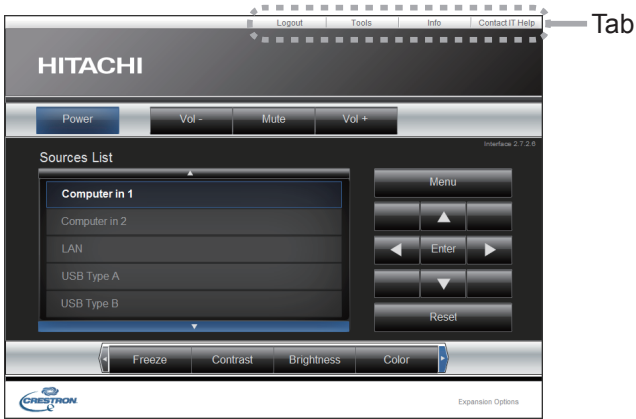 Logout Tools Info Contact IT Help
Tab
HITACHI
Power Vol - Mute Vol +
Interface 2.7.2.6
Sources List
Computer in 1
Computer in 2
LAN
USB Type A
USB Type B
Menu
Enter
Reset
Freeze Contrast Brightness Color
CRESTRON
Expansion Options